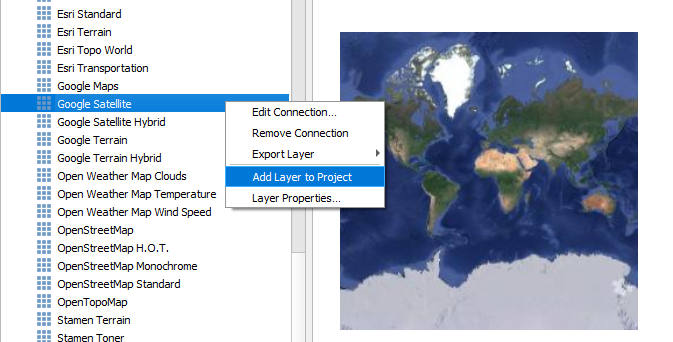 Esri Standard
Esri Terrain
Esri Topo World
Esri Transportation
Google Maps
Google Satellite
Google Satellite Hybrid
Google Terrain
Google Terrain Hybrid
Open Weather Map Clouds
Open Weather Map Temperature
Open Weather Map Wind Speed
OpenStreetMap
OpenStreetMap H.O.T.
OpenStreetMap Monochrome
OpenStreetMap Standard
OpenTopoMap
Stamen Terrain
Stamen Toner
Edit Connection...
Remove Connection
Export Layer
Add Layer to Project
Layer Properties...